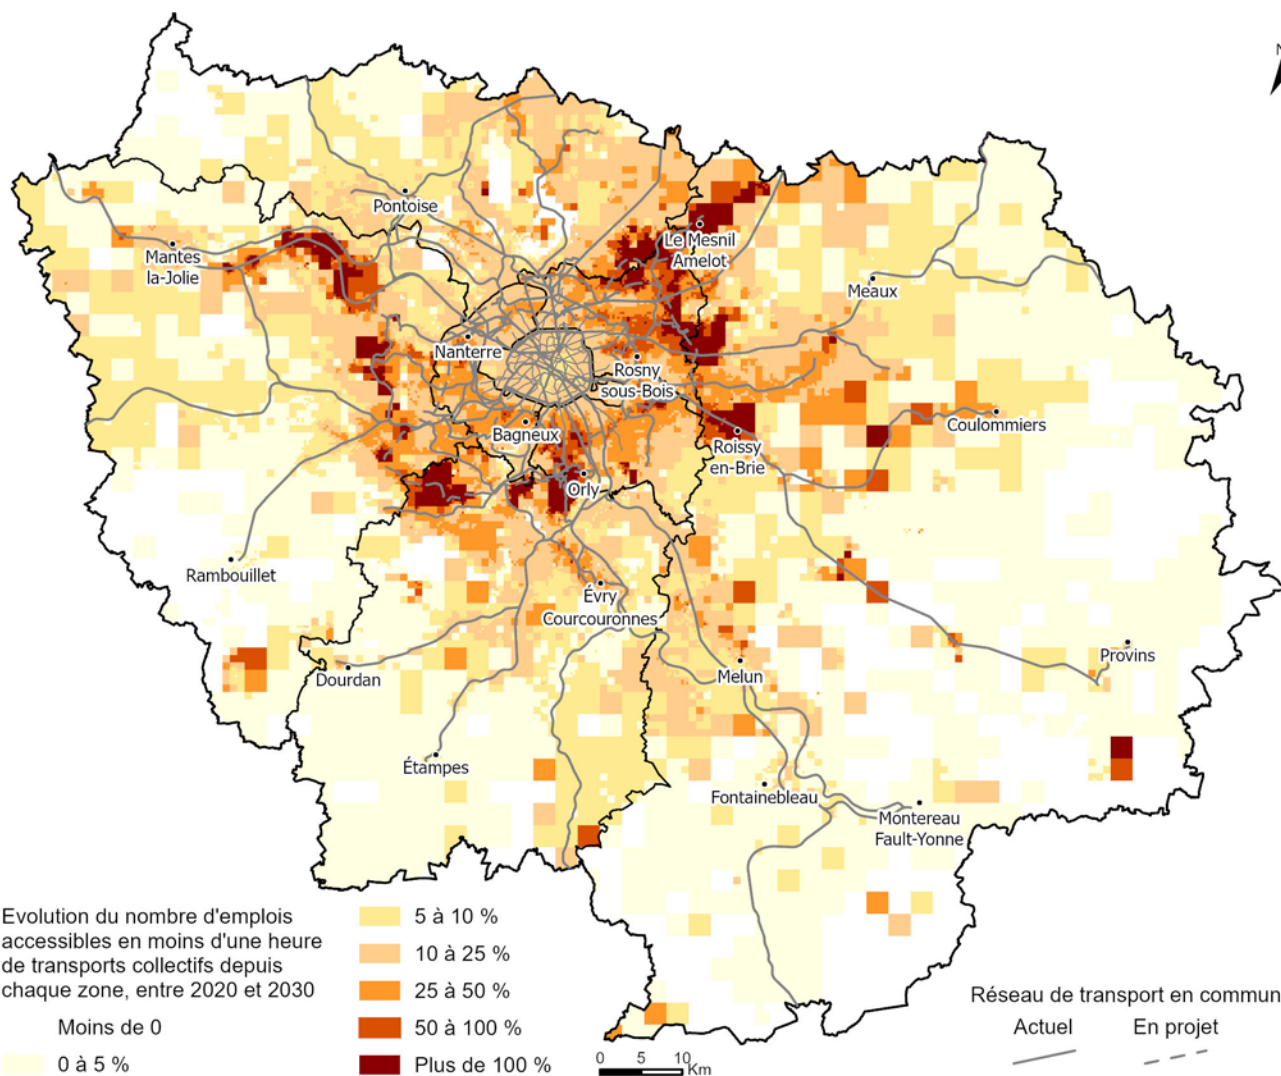 N
Pontoise
Mantes
la-Jolie
Le Mesnil
Amelot
Meaux
Nanterre
Rosny
sous-Bois
Bagneux
Roissy
en-Brie
Coulommiers
Orly
Rambouillet
Évry
Courcouronnes
Dourdan
Melun
Provins
Étampes
Fontainebleau
Montereau
Fault-Yonne
Evolution du nombre d'emplois
accessibles en moins d'une heure
de transports collectifs depuis
chaque zone, entre 2020 et 2030
Moins de 0
0 à 5 %
5 à 10 %
10 à 25 %
25 à 50 %
50 à 100 %
Plus de 100 %
0 5 10
Km
Réseau de transport en commun
Actuel En projet